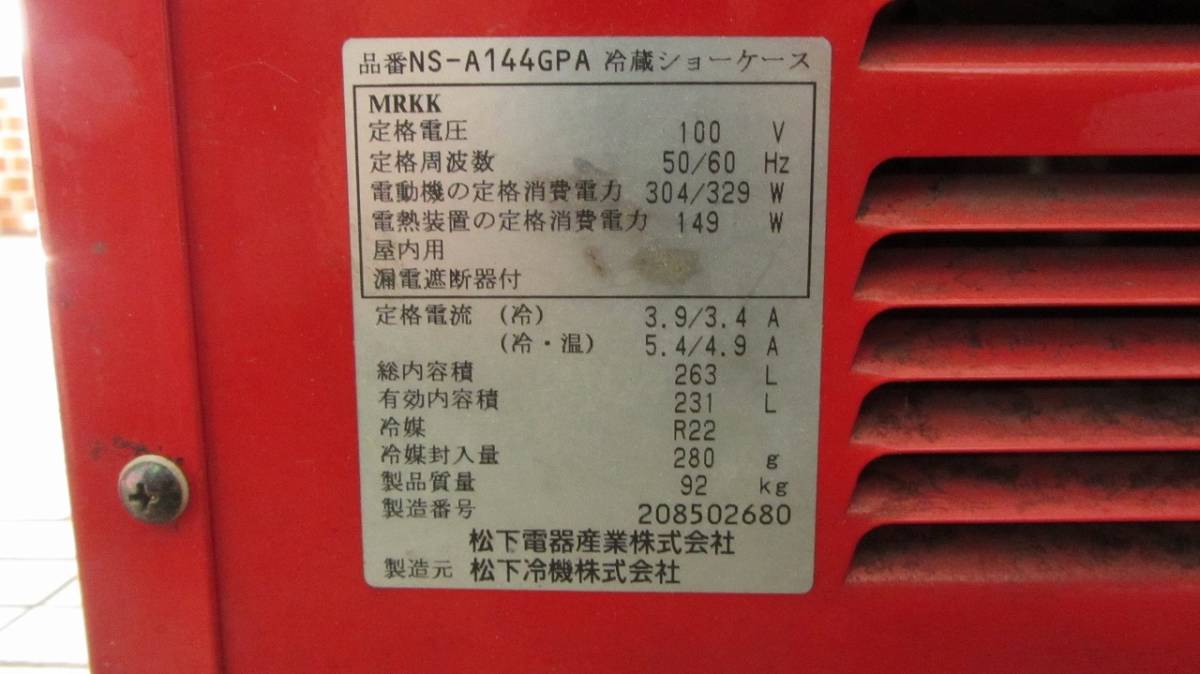 品番NS-A144GPA 冷蔵ショーケース
MRKK
定格電圧 100 V
定格周波数 50/60 Hz
電動機の定格消費電力 304/329 W
電熱装置の定格消費電力 149 W
屋内用
漏電遮断器付
定格電流 (冷) 3.9/3.4 A
(冷・温) 5.4/4.9 A
総内容積 263 L
有効内容積 231 L
冷媒 R22
冷媒封入量 280 g
製品質量 92 kg
製造番号 208502680
松下電器産業株式会社
製造元 松下冷機株式会社